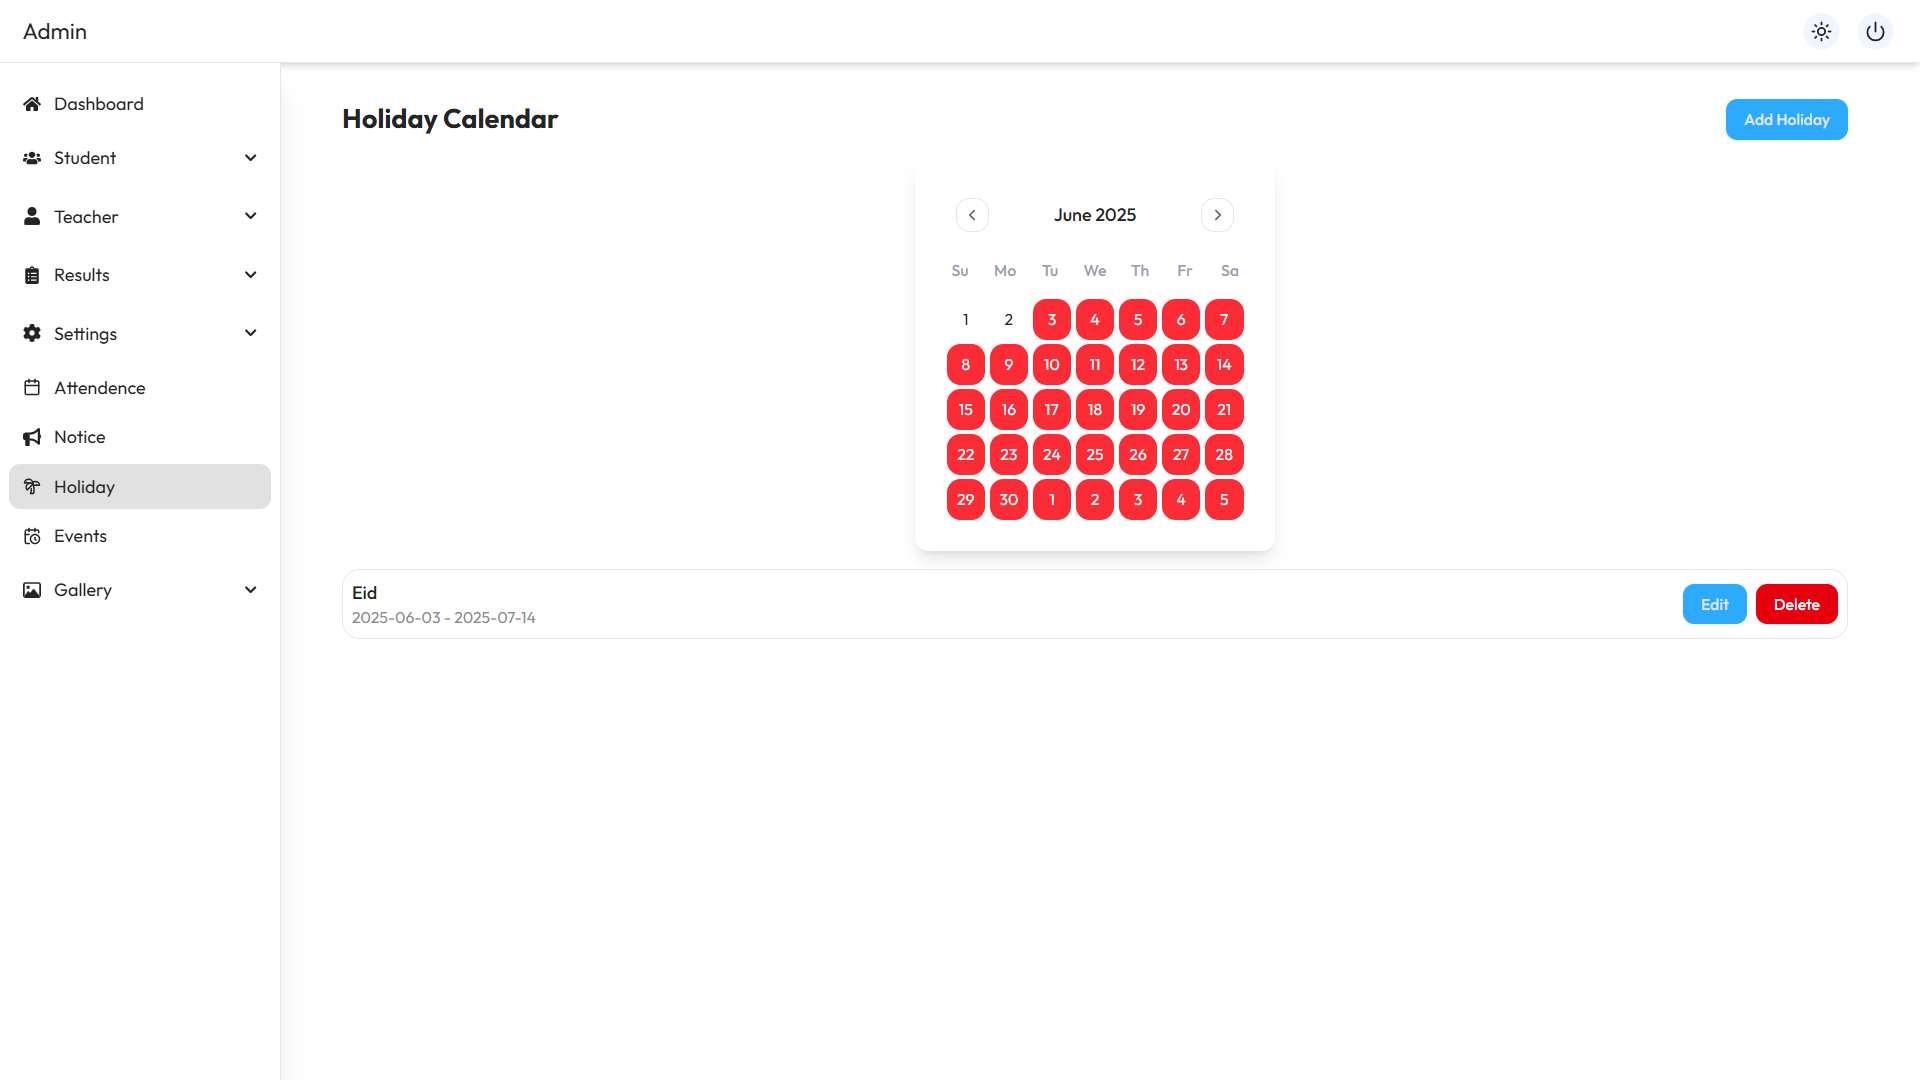 Admin
Dashboard
Student
Teacher
Results
Settings
Attendence
Notice
Holiday
Events
Gallery
Holiday Calendar
Add Holiday
June 2025
Su Mo Tu We Th Fr Sa
1 2 3 4 5 6 7
8 9 10 11 12 13 14
15 16 17 18 19 20 21
22 23 24 25 26 27 28
29 30 1 2 3 4 5
Eid
2025-06-03 - 2025-07-14
Edit Delete